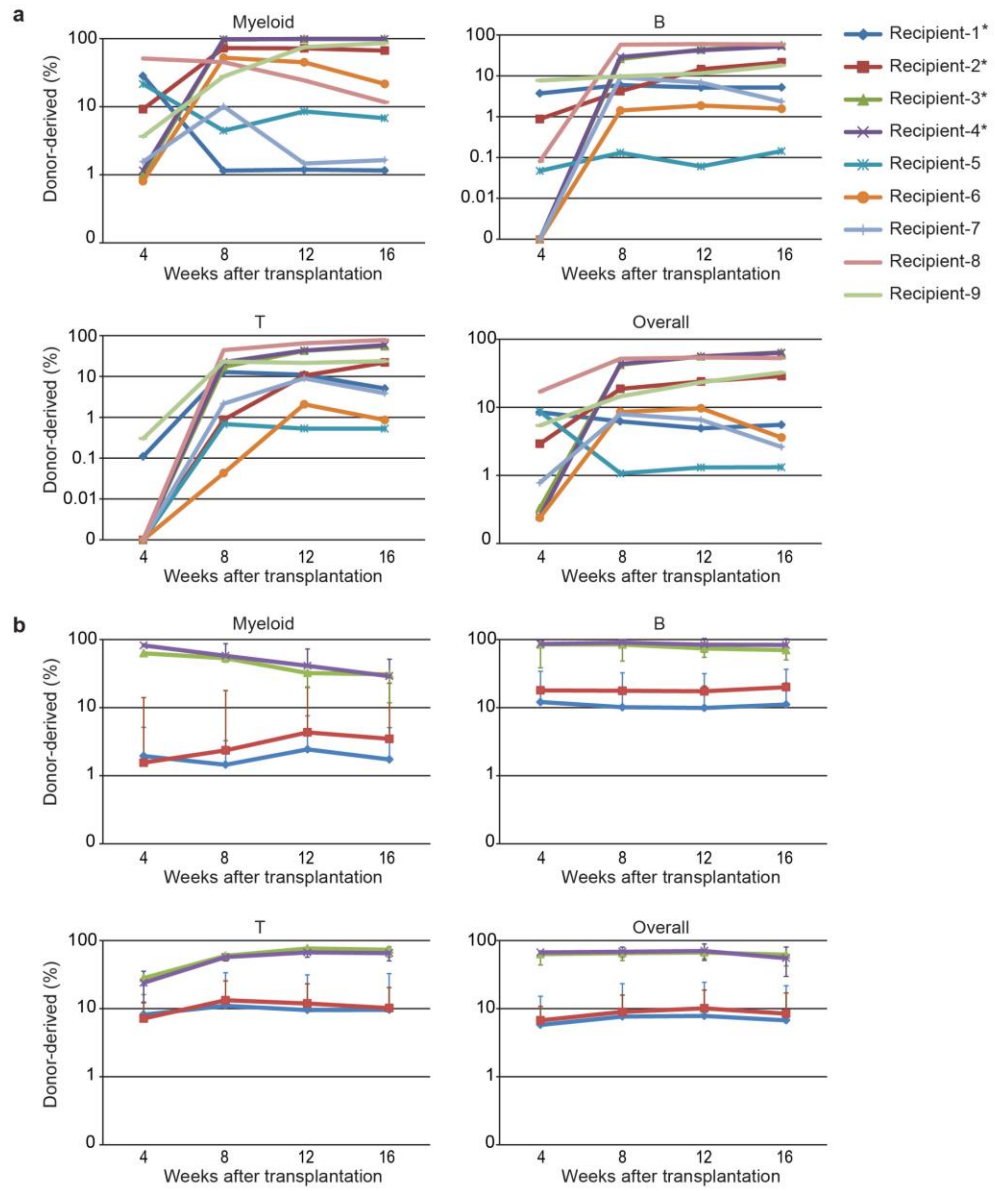 a
Myeloid
Donor-derived (%)
100
10
1
0
4 8 12 16
Weeks after transplantation
B
100
10
1
0.1
0.01
0
4 8 12 16
Weeks after transplantation
Recipient-1*
Recipient-2*
Recipient-3*
Recipient-4*
Recipient-5
Recipient-6
Recipient-7
Recipient-8
Recipient-9
T
Donor-derived (%)
100
10
1
0.1
0.01
0
4 8 12 16
Weeks after transplantation
Overall
100
10
1
0
4 8 12 16
Weeks after transplantation
b
Myeloid
Donor-derived (%)
100
10
1
0
4 8 12 16
Weeks after transplantation
B
100
10
1
0
4 8 12 16
Weeks after transplantation
T
Donor-derived (%)
100
10
1
0
4 8 12 16
Weeks after transplantation
Overall
100
10
1
0
4 8 12 16
Weeks after transplantation